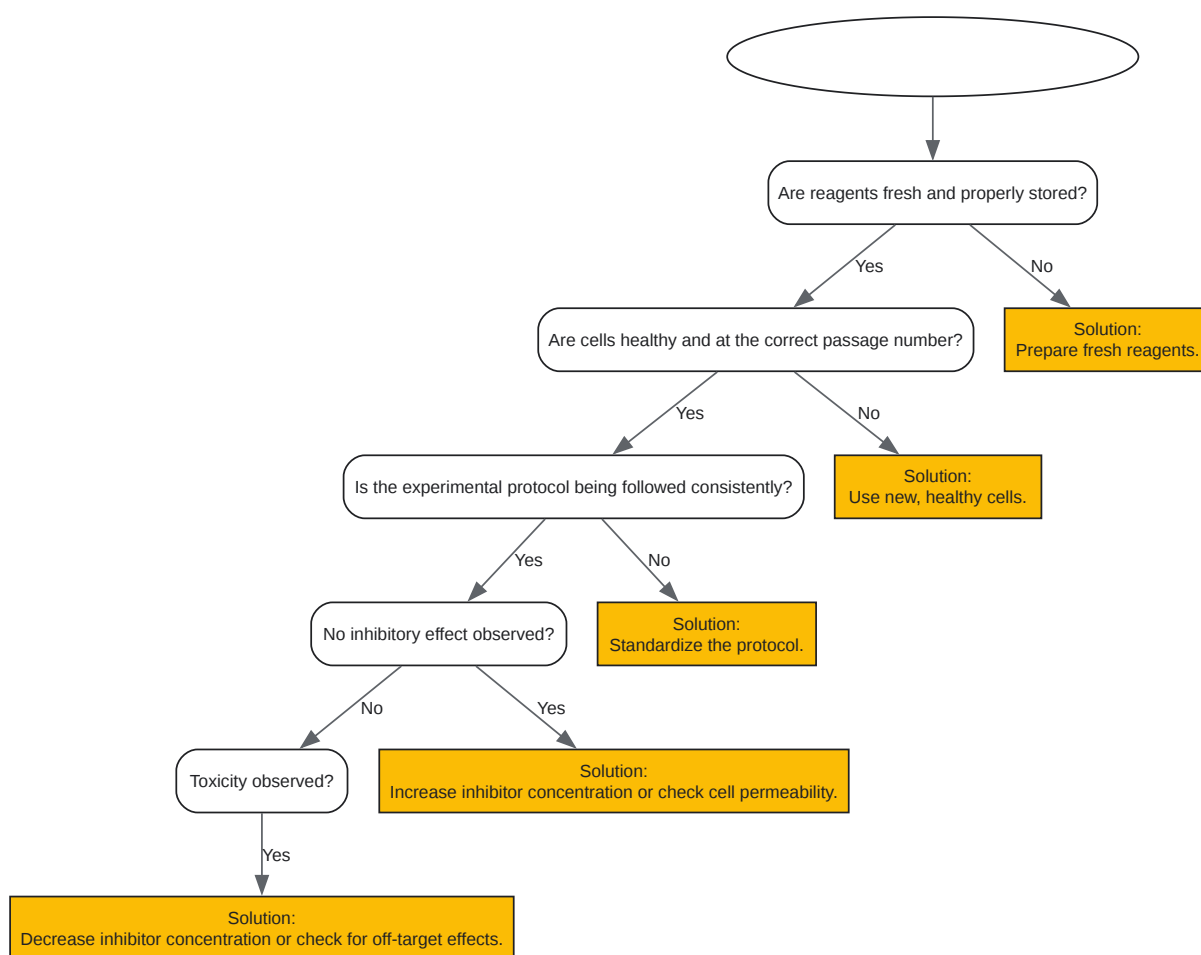 Are reagents fresh and properly stored?
Yes
No
Are cells healthy and at the correct passage number?
Solution:
Prepare fresh reagents.
Yes
No
Is the experimental protocol being followed consistently?
Solution:
Use new, healthy cells.
Yes
No
No inhibitory effect observed?
Solution:
Standardize the protocol.
No
Yes
Toxicity observed?
Solution:
Increase inhibitor concentration or check cell permeability.
Yes
Solution:
Decrease inhibitor concentration or check for off-target effects.